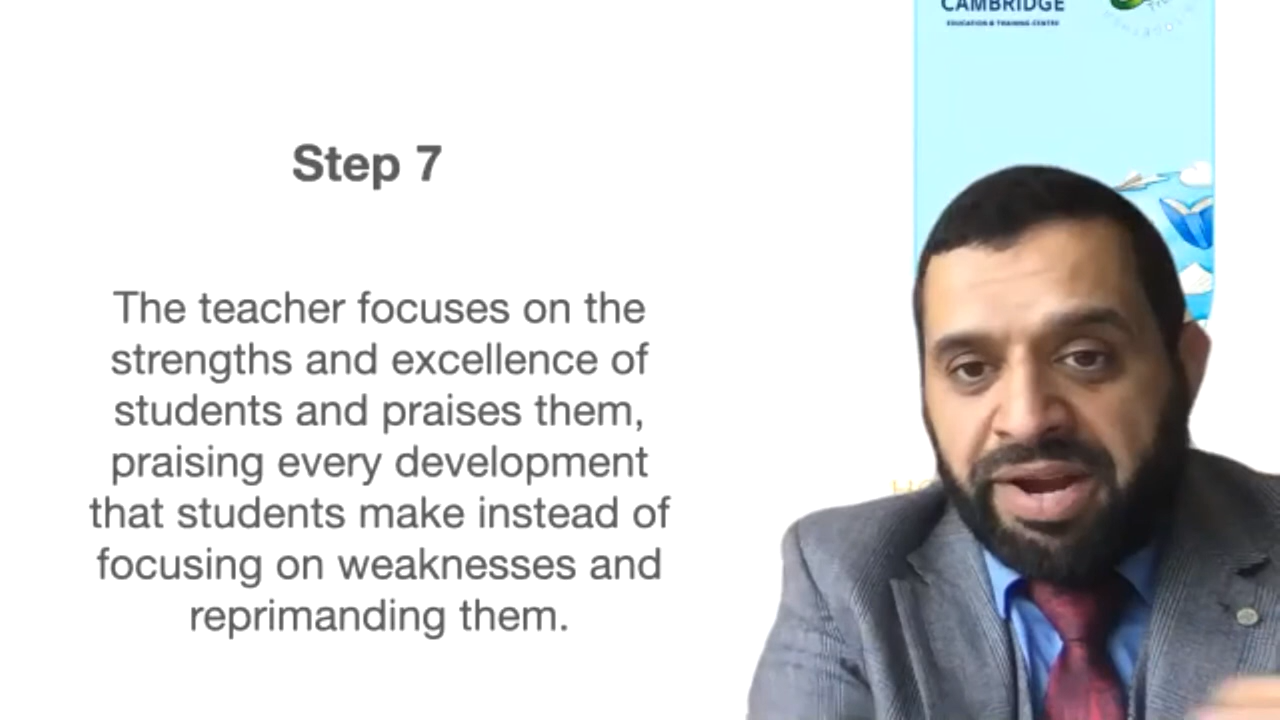 CAMBRIDGE
EDUCATION & TRAINING CENTRE
Step 7
The teacher focuses on the
strengths and excellence of
students and praises them,
praising every development
that students make instead of
focusing on weaknesses and
reprimanding them.